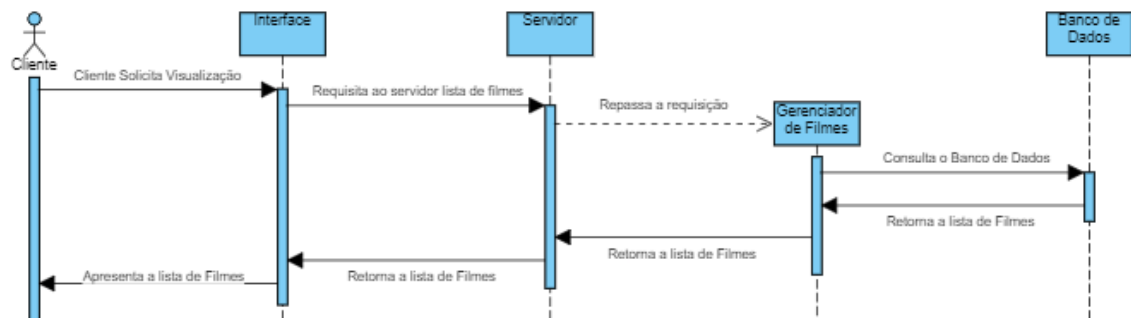 Interface
Servidor
Banco de
Dados
Cliente
Cliente Solicita Visualização
Requisita ao servidor lista de filmes
Repassa a requisição
Gerenciador
de Filmes
Consulta o Banco de Dados
Retorna a lista de Filmes
Retorna a lista de Filmes
Retorna a lista de Filmes
Apresenta a lista de Filmes